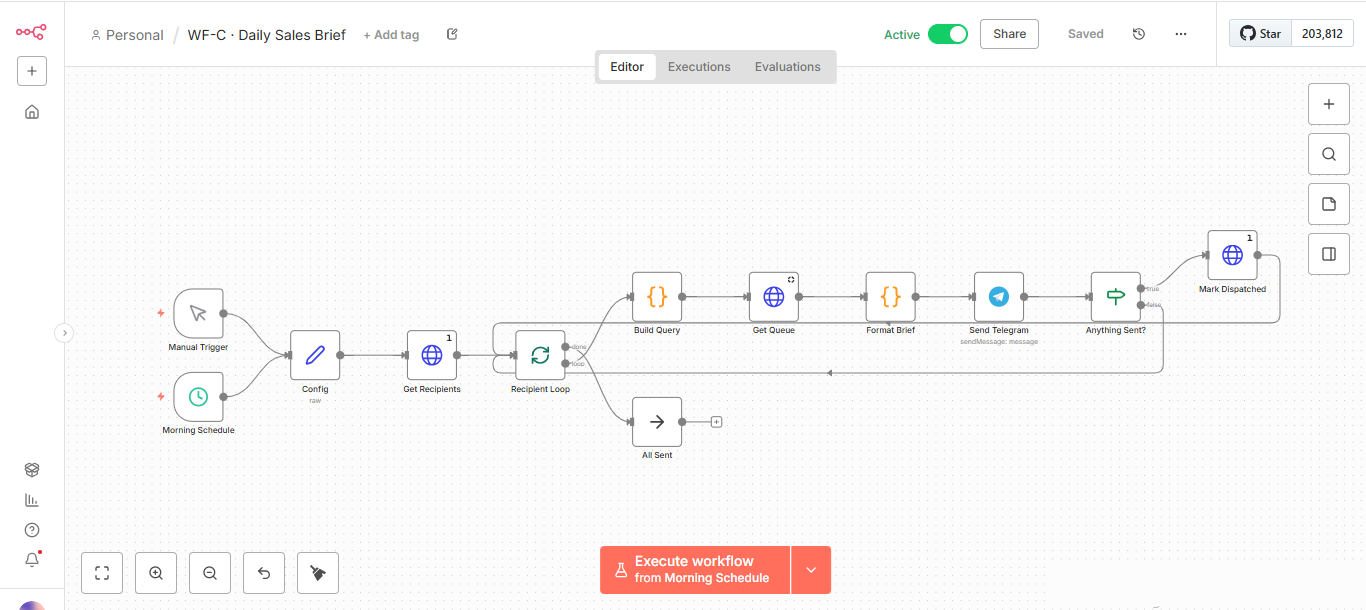 Personal / WF-C · Daily Sales Brief + Add tag
Active
Share
Saved
Star 203,812
Editor Executions Evaluations
1
Mark Dispatched
true
false
Build Query
Get Queue
Format Brief
Send Telegram
sendMessage: message
Anything Sent?
Manual Trigger
1
done
loop
Config
raw
Get Recipients
Recipient Loop
Morning Schedule
All Sent
Execute workflow
from Morning Schedule